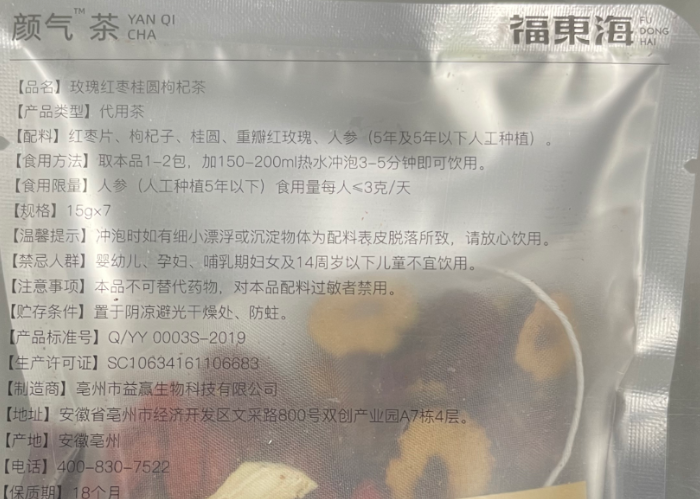 颜气™茶 YAN QI CHA
福東海 FU DONG HAI
【品名】玫瑰红枣桂圆枸杞茶
【产品类型】代用茶
【配料】红枣片、枸杞子、桂圆、重瓣红玫瑰、人参（5年及5年以下人工种植）。
【食用方法】取本品1-2包，加150-200ml热水冲泡3-5分钟即可饮用。
【食用限量】人参（人工种植5年以下）食用量每人≤3克/天
【规格】15g×7
【温馨提示】冲泡时如有细小漂浮或沉淀物体为配料表皮脱落所致，请放心饮用。
【禁忌人群】婴幼儿、孕妇、哺乳期妇女及14周岁以下儿童不宜饮用。
【注意事项】本品不可替代药物，对本品配料过敏者禁用。
【贮存条件】置于阴凉避光干燥处、防蛀。
【产品标准号】Q/YY 0003S-2019
【生产许可证】SC10634161106683
【制造商】亳州市益赢生物科技有限公司
【地址】安徽省亳州市经济开发区文采路800号双创产业园A7栋4层。
【产地】安徽亳州
【电话】400-830-7522
【保质期】18个月